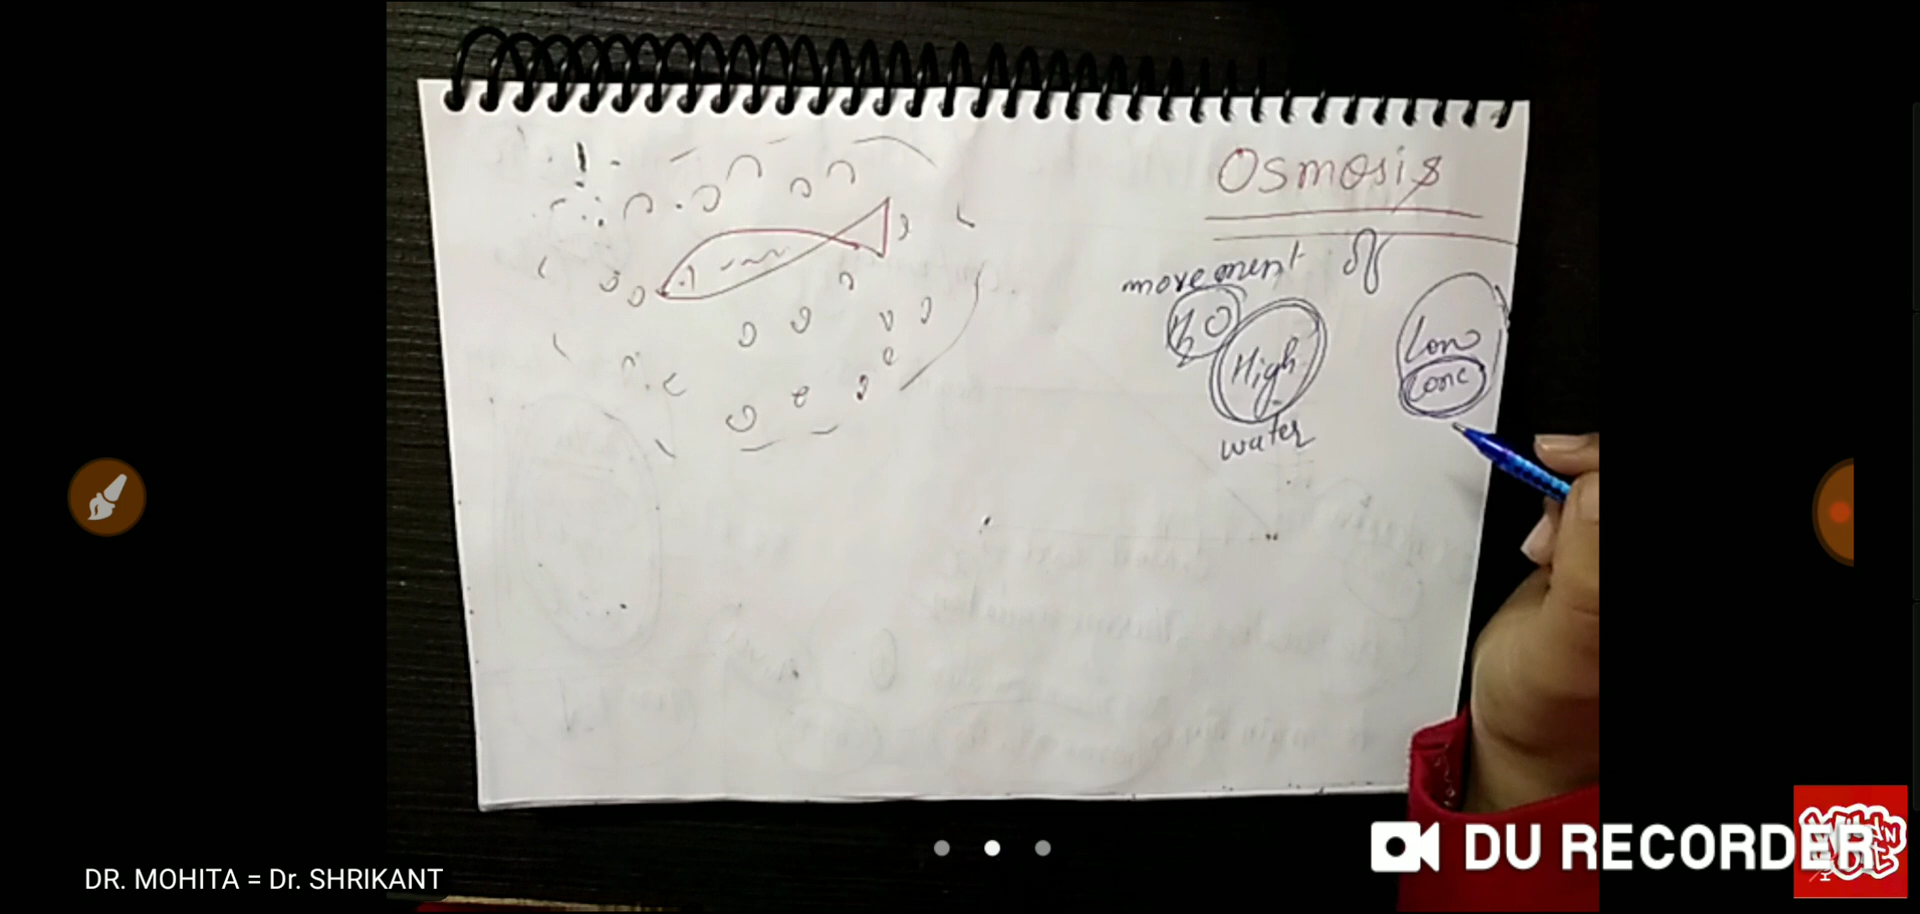 Osmosis
movement of
H2O High Low
conc
water
DR. MOHITA = Dr. SHRIKANT
DU RECORDER